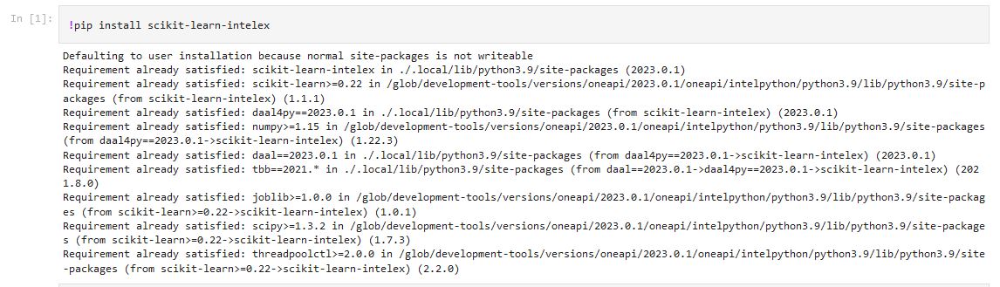 In [1]:
!pip install scikit-learn-intelex
Defaulting to user installation because normal site-packages is not writeable
Requirement already satisfied: scikit-learn-intelex in ./.local/lib/python3.9/site-packages (2023.0.1)
Requirement already satisfied: scikit-learn>=0.22 in /glob/development-tools/versions/oneapi/2023.0.1/oneapi/intelpython/python3.9/lib/python3.9/site-p
ackages (from scikit-learn-intelex) (1.1.1)
Requirement already satisfied: daal4py==2023.0.1 in ./.local/lib/python3.9/site-packages (from scikit-learn-intelex) (2023.0.1)
Requirement already satisfied: numpy>=1.15 in /glob/development-tools/versions/oneapi/2023.0.1/oneapi/intelpython/python3.9/lib/python3.9/site-packages
(from daal4py==2023.0.1->scikit-learn-intelex) (1.22.3)
Requirement already satisfied: daal==2023.0.1 in ./.local/lib/python3.9/site-packages (from daal4py==2023.0.1->scikit-learn-intelex) (2023.0.1)
Requirement already satisfied: tbb==2021.* in ./.local/lib/python3.9/site-packages (from daal==2023.0.1->daal4py==2023.0.1->scikit-learn-intelex) (202
1.8.0)
Requirement already satisfied: joblib>=1.0.0 in /glob/development-tools/versions/oneapi/2023.0.1/oneapi/intelpython/python3.9/lib/python3.9/site-packag
es (from scikit-learn>=0.22->scikit-learn-intelex) (1.0.1)
Requirement already satisfied: scipy>=1.3.2 in /glob/development-tools/versions/oneapi/2023.0.1/oneapi/intelpython/python3.9/lib/python3.9/site-package
s (from scikit-learn>=0.22->scikit-learn-intelex) (1.7.3)
Requirement already satisfied: threadpoolctl>=2.0.0 in /glob/development-tools/versions/oneapi/2023.0.1/oneapi/intelpython/python3.9/lib/python3.9/site
-packages (from scikit-learn>=0.22->scikit-learn-intelex) (2.2.0)